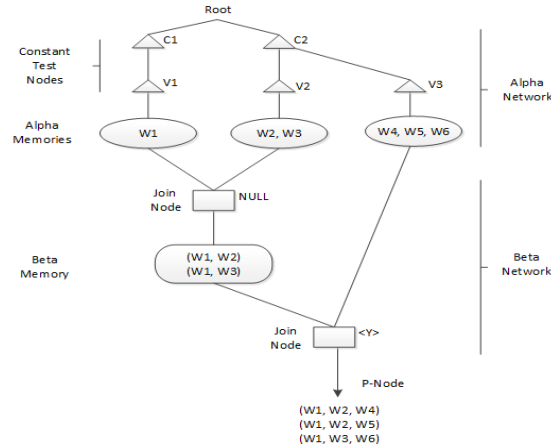 Root
C1
C2
Constant
Test
Nodes
V1
V2
V3
Alpha
Network
Alpha
Memories
W1
W2, W3
W4, W5, W6
Join
Node
NULL
Beta
Memory
(W1, W2)
(W1, W3)
Beta
Network
Join
Node
<Y>
P-Node
(W1, W2, W4)
(W1, W2, W5)
(W1, W3, W6)